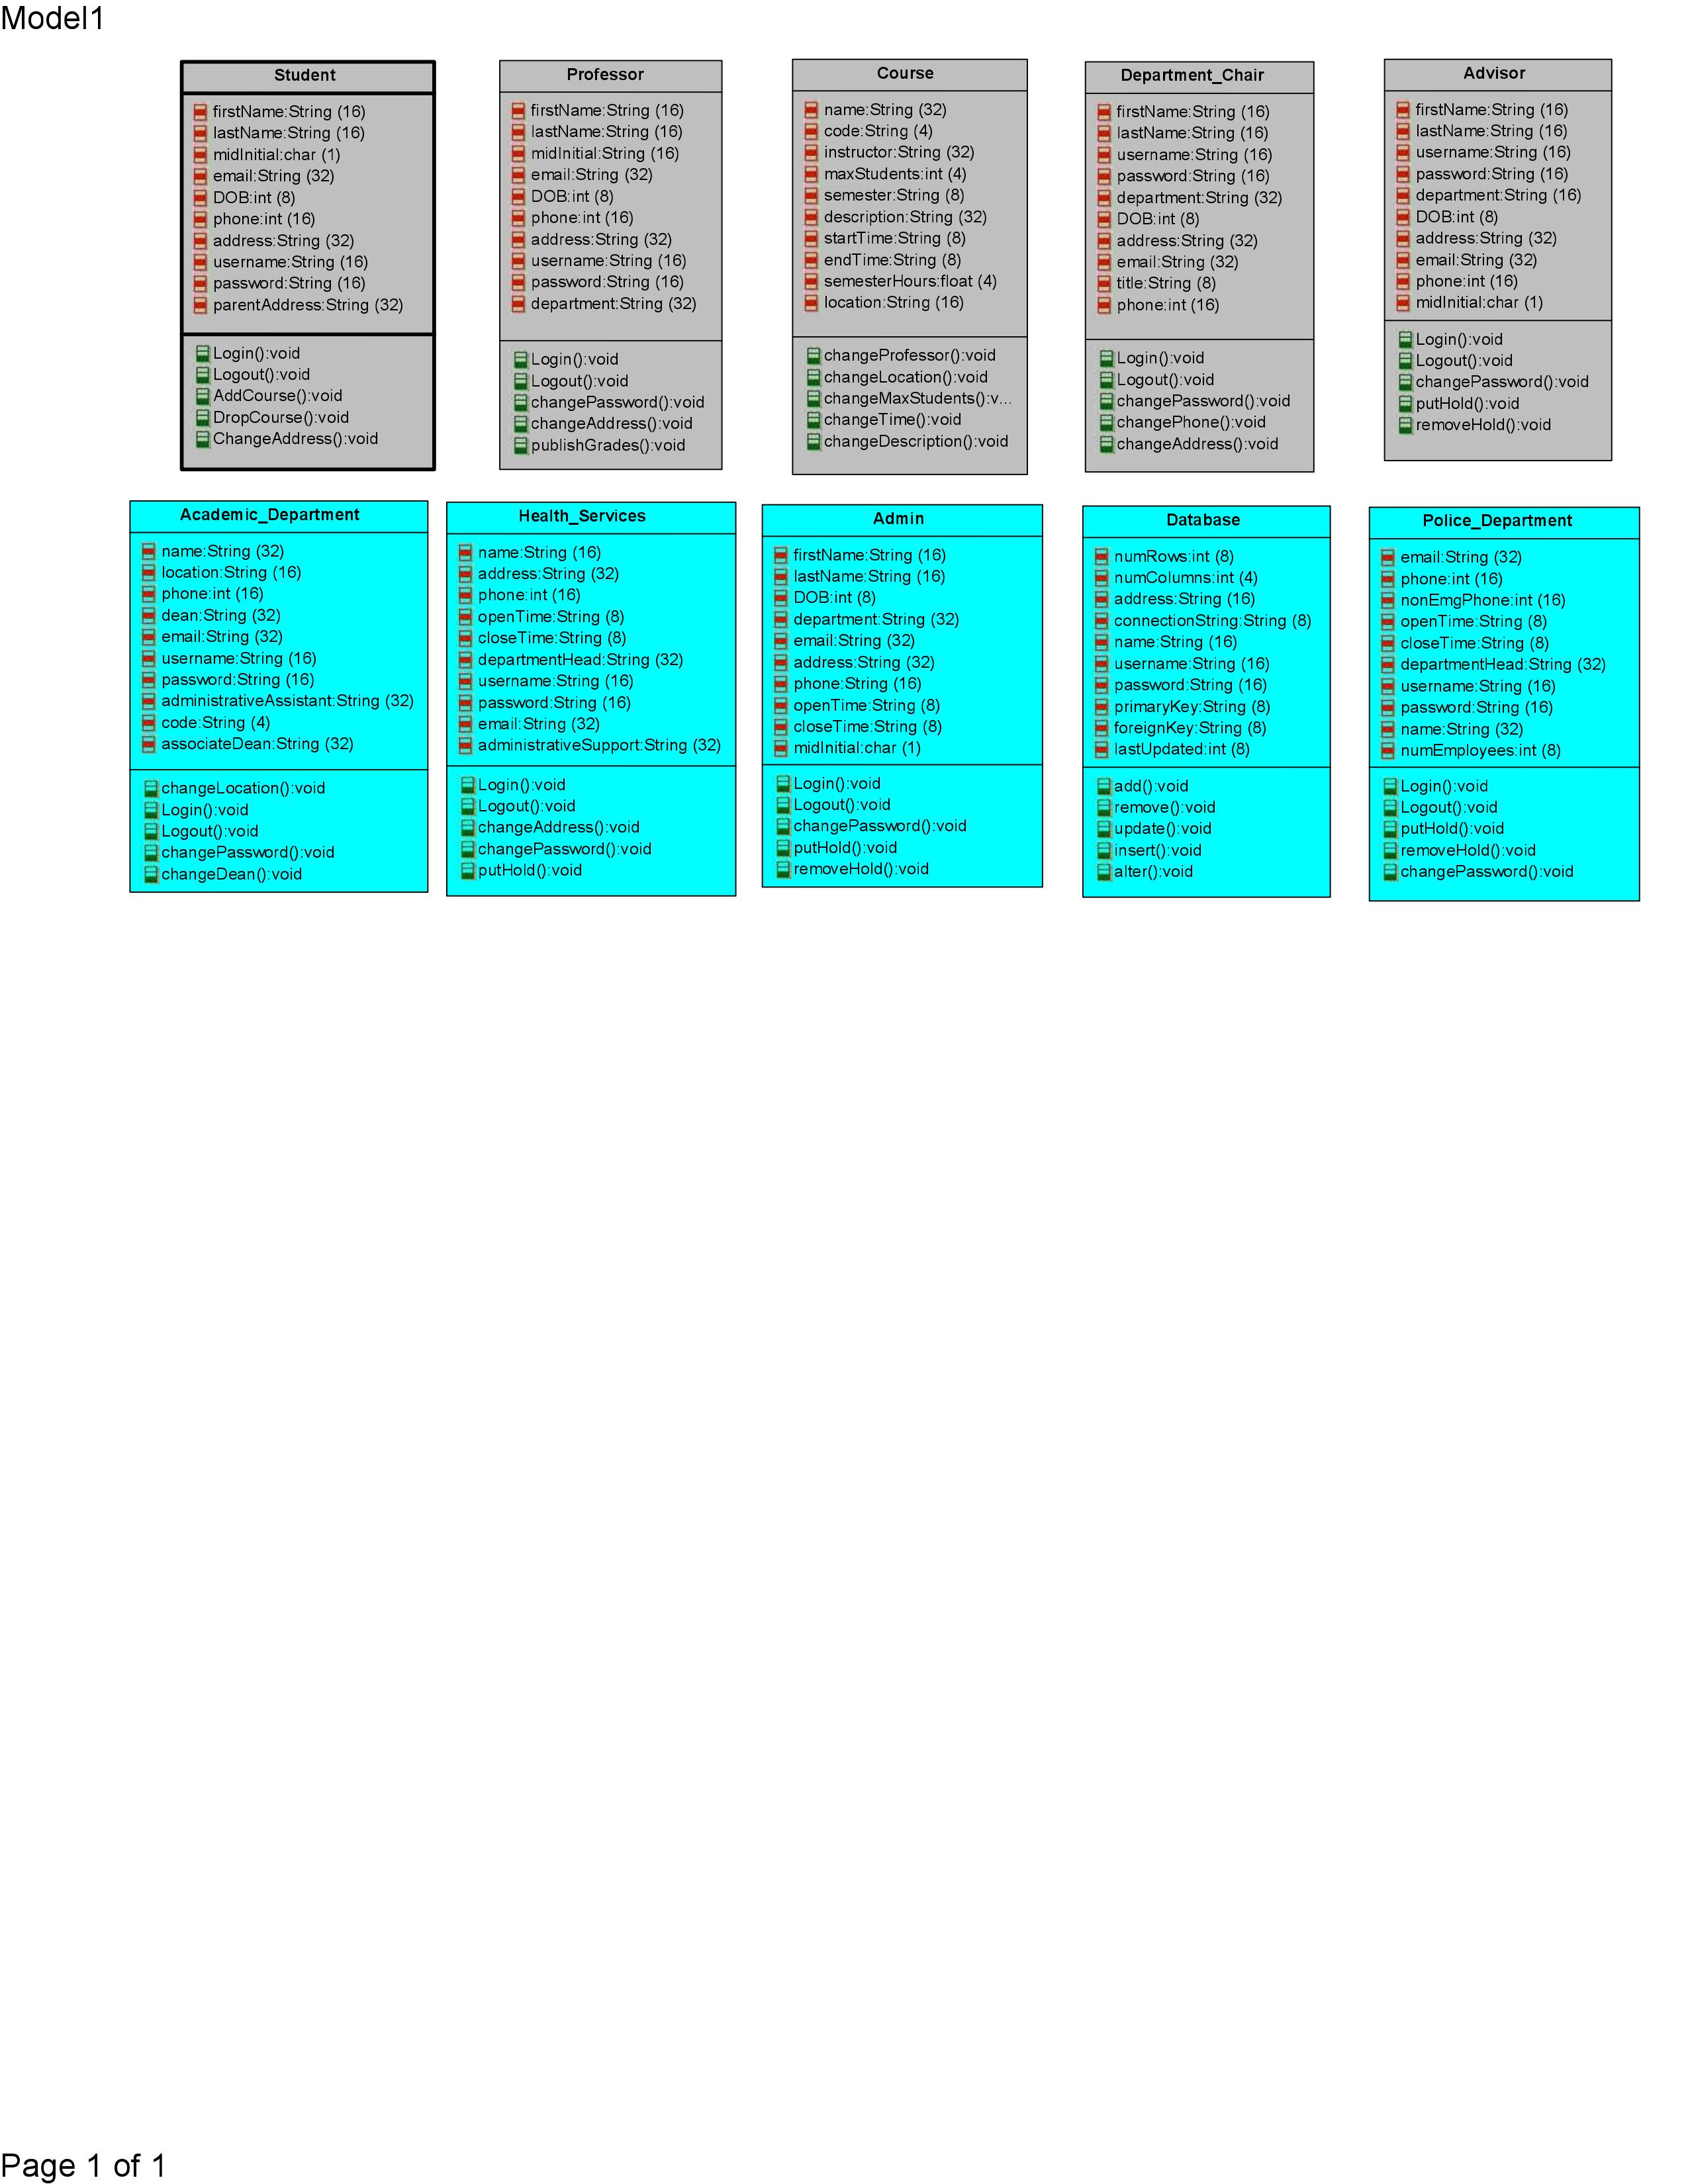 Model1
Student
firstName:String (16)
lastName:String (16)
midInitial:char (1)
email:String (32)
DOB:int (8)
phone:int (16)
address:String (32)
username:String (16)
password:String (16)
parentAddress:String (32)
Login():void
Logout():void
AddCourse():void
DropCourse():void
ChangeAddress():void
Professor
firstName:String (16)
lastName:String (16)
midInitial:String (16)
email:String (32)
DOB:int (8)
phone:int (16)
address:String (32)
username:String (16)
password:String (16)
department:String (32)
Login():void
Logout():void
changePassword():void
changeAddress():void
publishGrades():void
Course
name:String (32)
code:String (4)
instructor:String (32)
maxStudents:int (4)
semester:String (8)
description:String (32)
startTime:String (8)
endTime:String (8)
semesterHours:float (4)
location:String (16)
changeProfessor():void
changeLocation():void
changeMaxStudents():v...
changeTime():void
changeDescription():void
Department_Chair
firstName:String (16)
lastName:String (16)
username:String (16)
password:String (16)
department:String (32)
DOB:int (8)
address:String (32)
email:String (32)
title:String (8)
phone:int (16)
Login():void
Logout():void
changePassword():void
changePhone():void
changeAddress():void
Advisor
firstName:String (16)
lastName:String (16)
username:String (16)
password:String (16)
department:String (16)
DOB:int (8)
address:String (32)
email:String (32)
phone:int (16)
midInitial:char (1)
Login():void
Logout():void
changePassword():void
putHold():void
removeHold():void
Academic_Department
name:String (32)
location:String (16)
phone:int (16)
dean:String (32)
email:String (32)
username:String (16)
password:String (16)
administrativeAssistant:String (32)
code:String (4)
associateDean:String (32)
changeLocation():void
Login():void
Logout():void
changePassword():void
changeDean():void
Health_Services
name:String (16)
address:String (32)
phone:int (16)
openTime:String (8)
closeTime:String (8)
departmentHead:String (32)
username:String (16)
password:String (16)
email:String (32)
administrativeSupport:String (32)
Login():void
Logout():void
changeAddress():void
changePassword():void
putHold():void
Admin
firstName:String (16)
lastName:String (16)
DOB:int (8)
department:String (32)
email:String (32)
address:String (32)
phone:String (16)
openTime:String (8)
closeTime:String (8)
midInitial:char (1)
Login():void
Logout():void
changePassword():void
putHold():void
removeHold():void
Database
numRows:int (8)
numColumns:int (4)
address:String (16)
connectionString:String (8)
name:String (16)
username:String (16)
password:String (16)
primaryKey:String (8)
foreignKey:String (8)
lastUpdated:int (8)
add():void
remove():void
update():void
insert():void
alter():void
Police_Department
email:String (32)
phone:int (16)
nonEmgPhone:int (16)
openTime:String (8)
closeTime:String (8)
departmentHead:String (32)
username:String (16)
password:String (16)
name:String (32)
numEmployees:int (8)
Login():void
Logout():void
putHold():void
removeHold():void
changePassword():void
Page 1 of 1